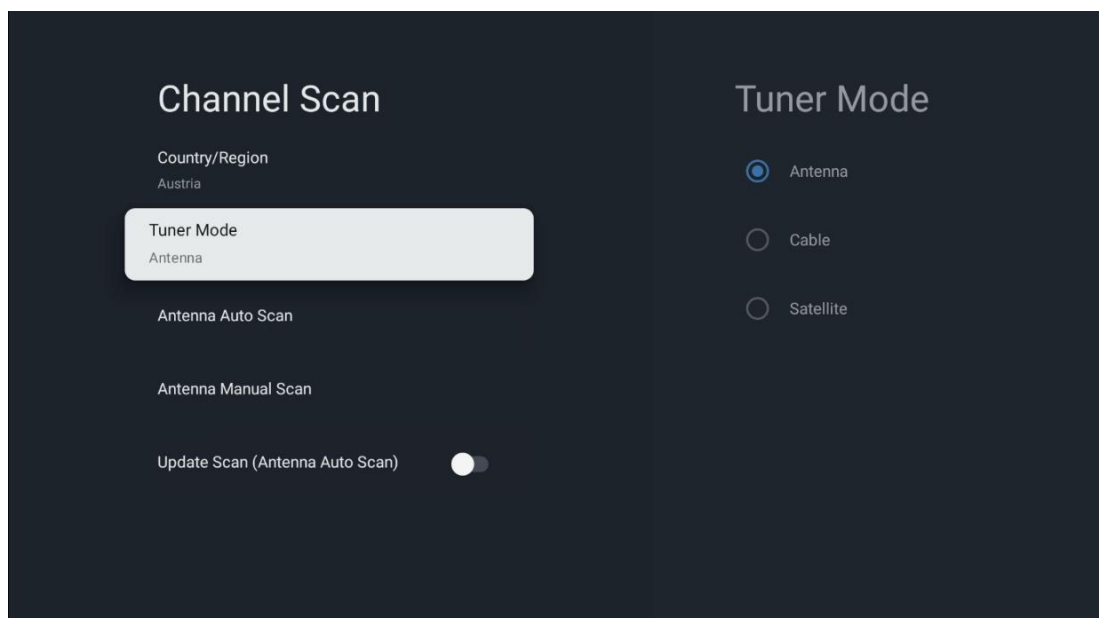 Channel Scan
Country/Region
Austria
Tuner Mode
Antenna
Antenna Auto Scan
Antenna Manual Scan
Update Scan (Antenna Auto Scan)
Tuner Mode
Antenna
Cable
Satellite